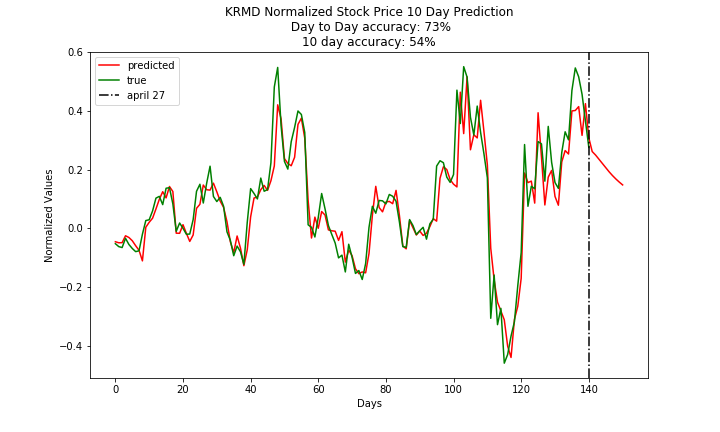 KRMD Normalized Stock Price 10 Day Prediction
Day to Day accuracy: 73%
10 day accuracy: 54%
predicted
true
april 27
Normalized Values
0.6
0.4
0.2
0.0
−0.2
−0.4
0 20 40 60 80 100 120 140
Days